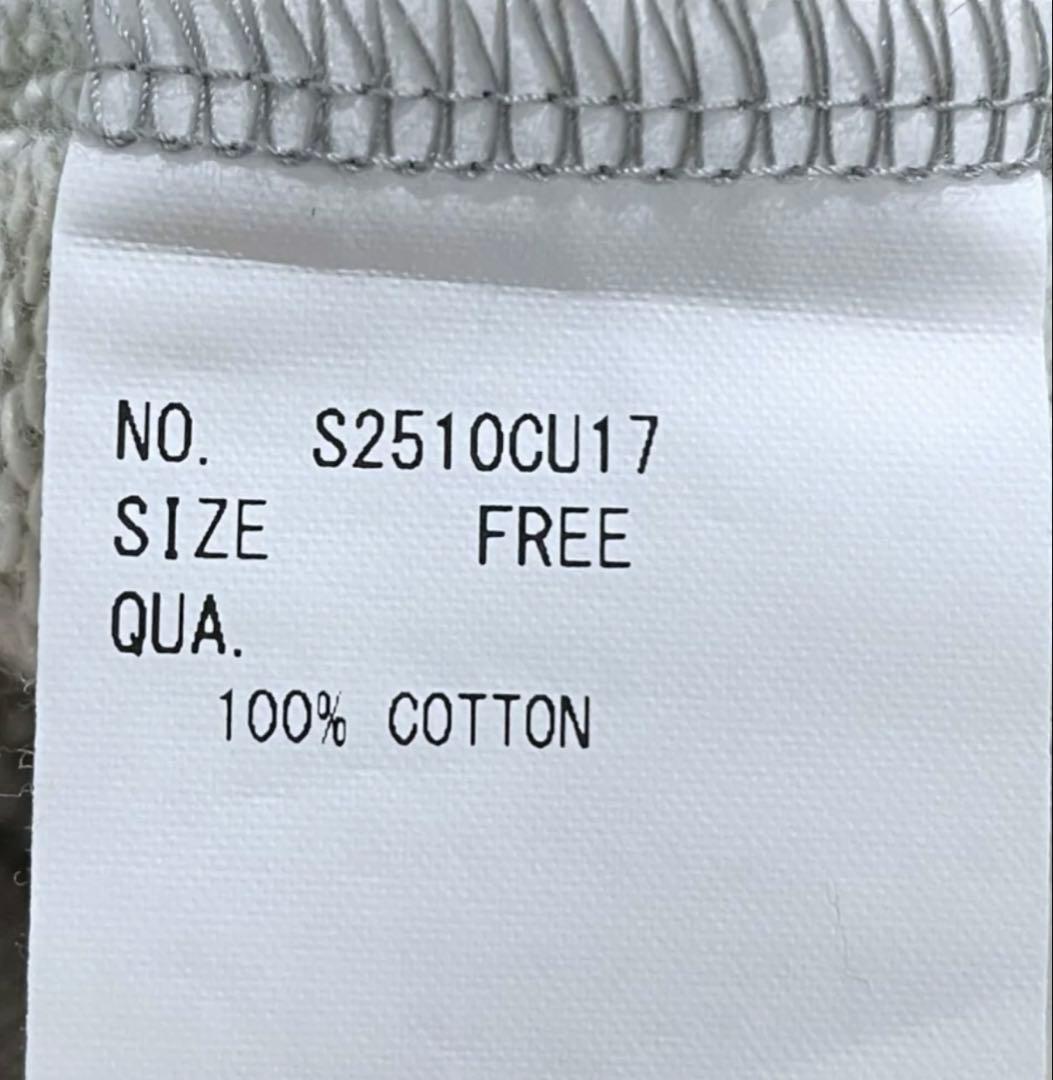 NO. S2510CU17
SIZE FREE
QUA.
100% COTTON